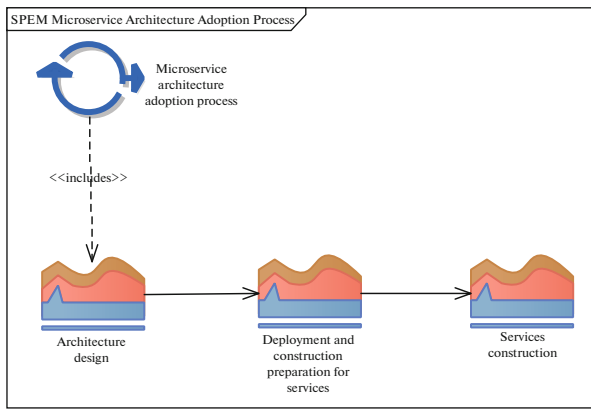 SPEM Microservice Architecture Adoption Process
Microservice
architecture
adoption process
<<includes>>
Architecture
design
Deployment and
construction
preparation for
services
Services
construction